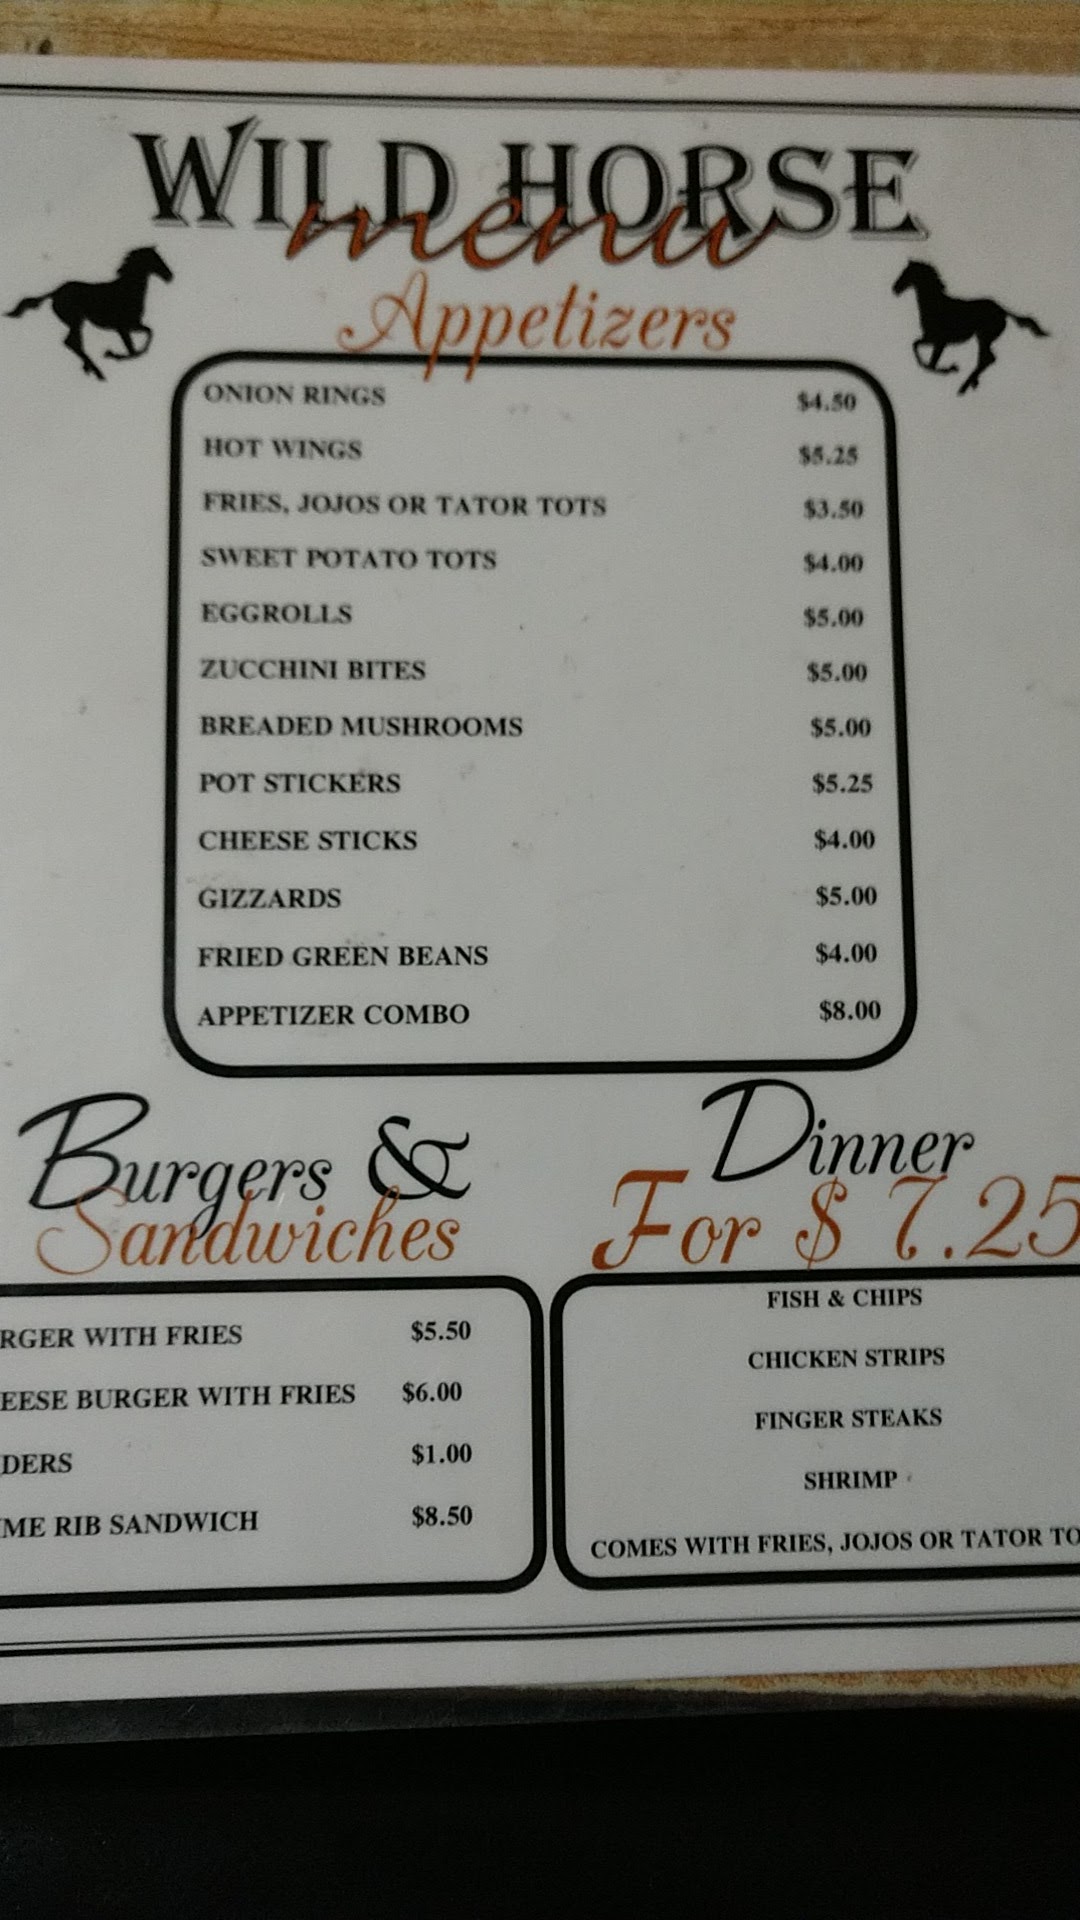 WILD HORSE
menu
Appetizers
ONION RINGS $4.50
HOT WINGS $5.25
FRIES, JOJOS OR TATOR TOTS $3.50
SWEET POTATO TOTS $4.00
EGGROLLS $5.00
ZUCCHINI BITES $5.00
BREADED MUSHROOMS $5.00
POT STICKERS $5.25
CHEESE STICKS $4.00
GIZZARDS $5.00
FRIED GREEN BEANS $4.00
APPETIZER COMBO $8.00
Burgers &
Sandwiches
RGER WITH FRIES $5.50
EESE BURGER WITH FRIES $6.00
DERS $1.00
ME RIB SANDWICH $8.50
Dinner
For $ 7.25
FISH & CHIPS
CHICKEN STRIPS
FINGER STEAKS
SHRIMP
COMES WITH FRIES, JOJOS OR TATOR TO